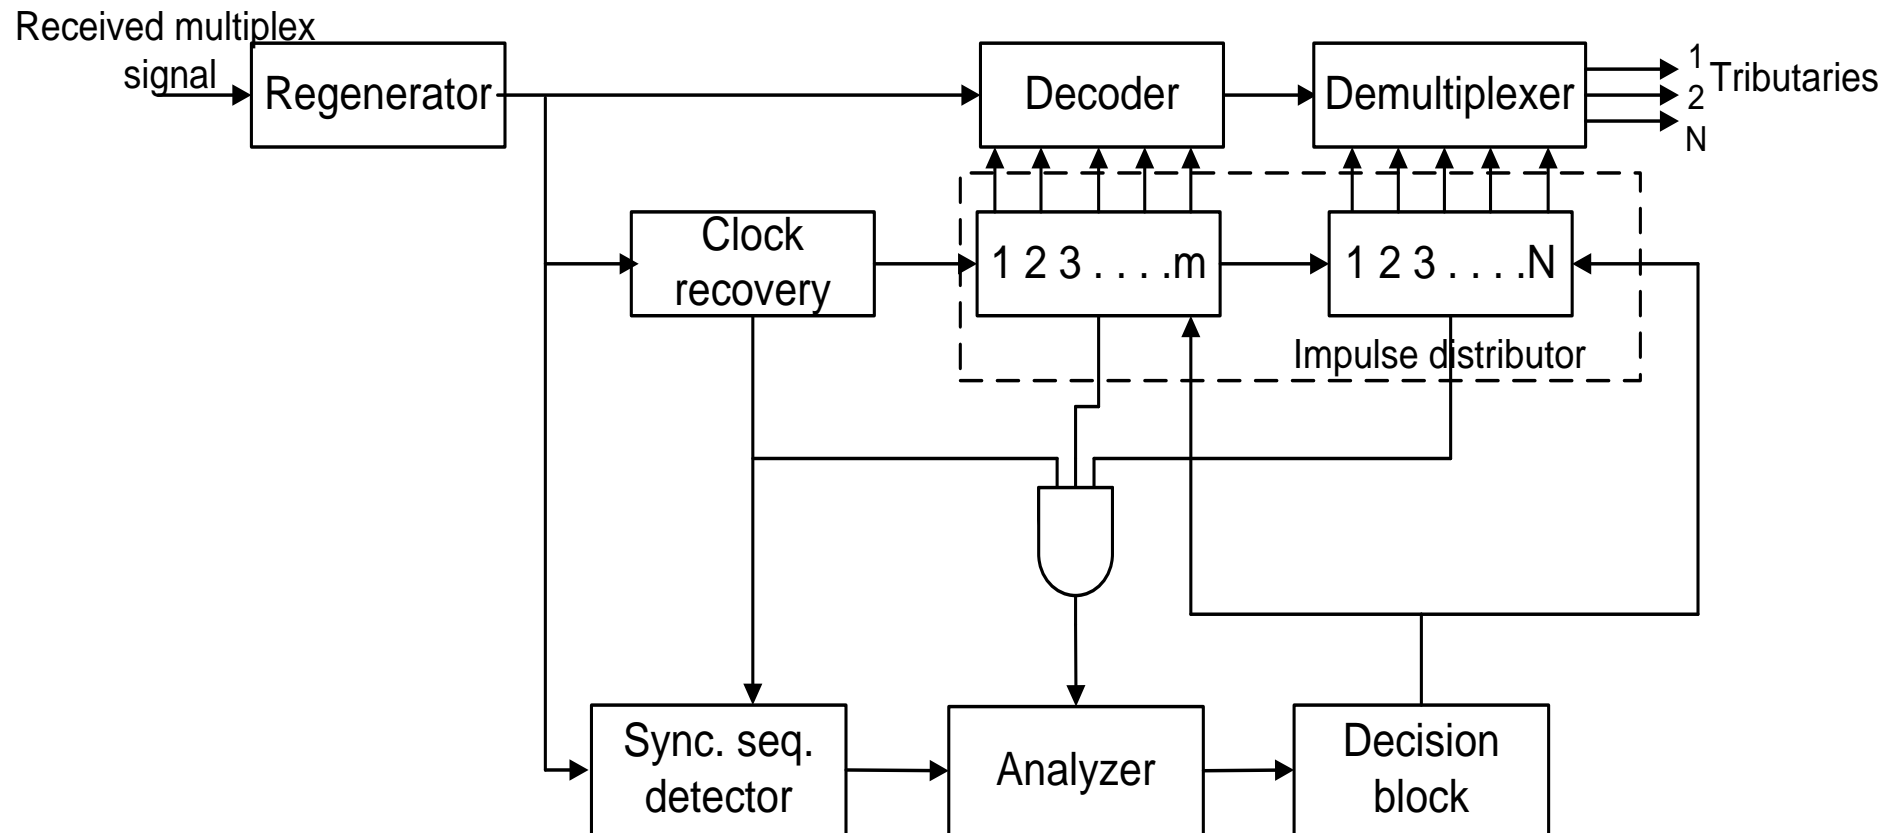 Received multiplex
signal
Regenerator
Decoder
Demultiplexer
1
2
N
Tributaries
Clock
recovery
1 2 3 . . . .m
1 2 3 . . . .N
Impulse distributor
Sync. seq.
detector
Analyzer
Decision
block